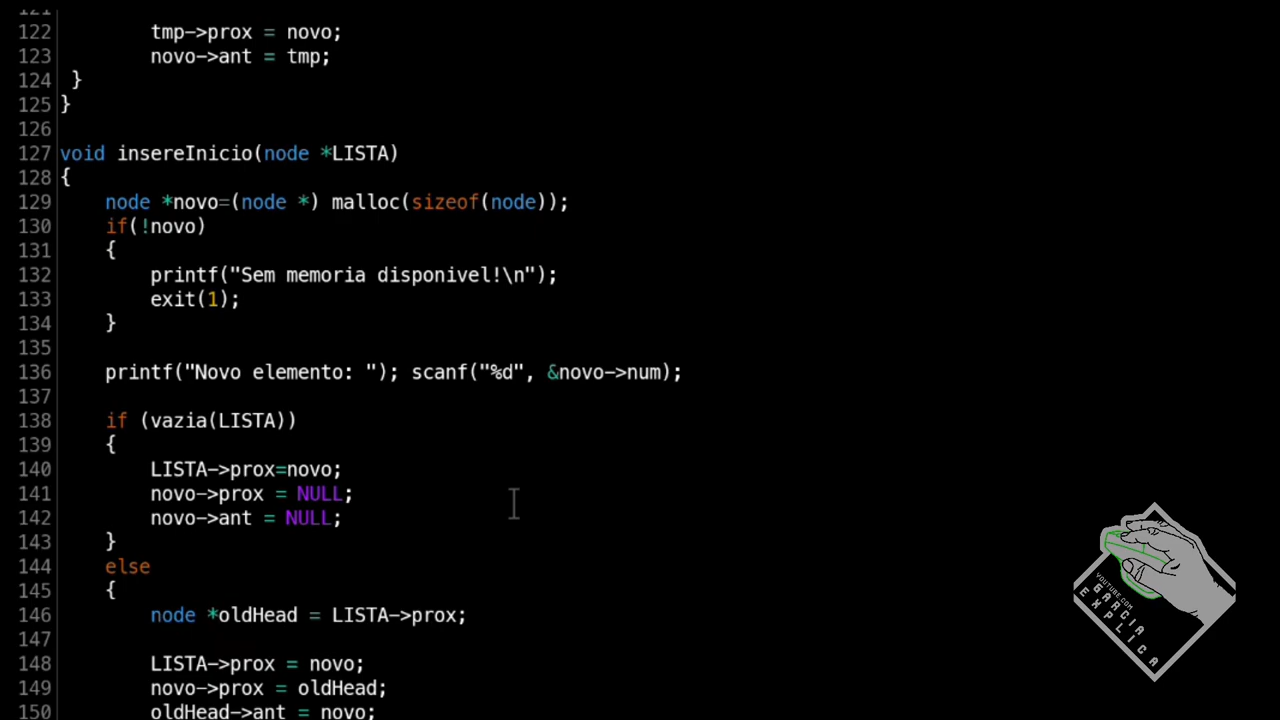 121
122 tmp->prox = novo;
123 novo->ant = tmp;
124 }
125 }
126
127 void insereInicio(node *LISTA)
128 {
129 node *novo=(node *) malloc(sizeof(node));
130 if(!novo)
131 {
132 printf("Sem memoria disponivel!\n");
133 exit(1);
134 }
135
136 printf("Novo elemento: "); scanf("%d", &novo->num);
137
138 if (vazia(LISTA))
139 {
140 LISTA->prox=novo;
141 novo->prox = NULL;
142 novo->ant = NULL;
143 }
144 else
145 {
146 node *oldHead = LISTA->prox;
147
148 LISTA->prox = novo;
149 novo->prox = oldHead;
150 oldHead->ant = novo;
YOUTUBE.COM
GARCIA
EXPLICA